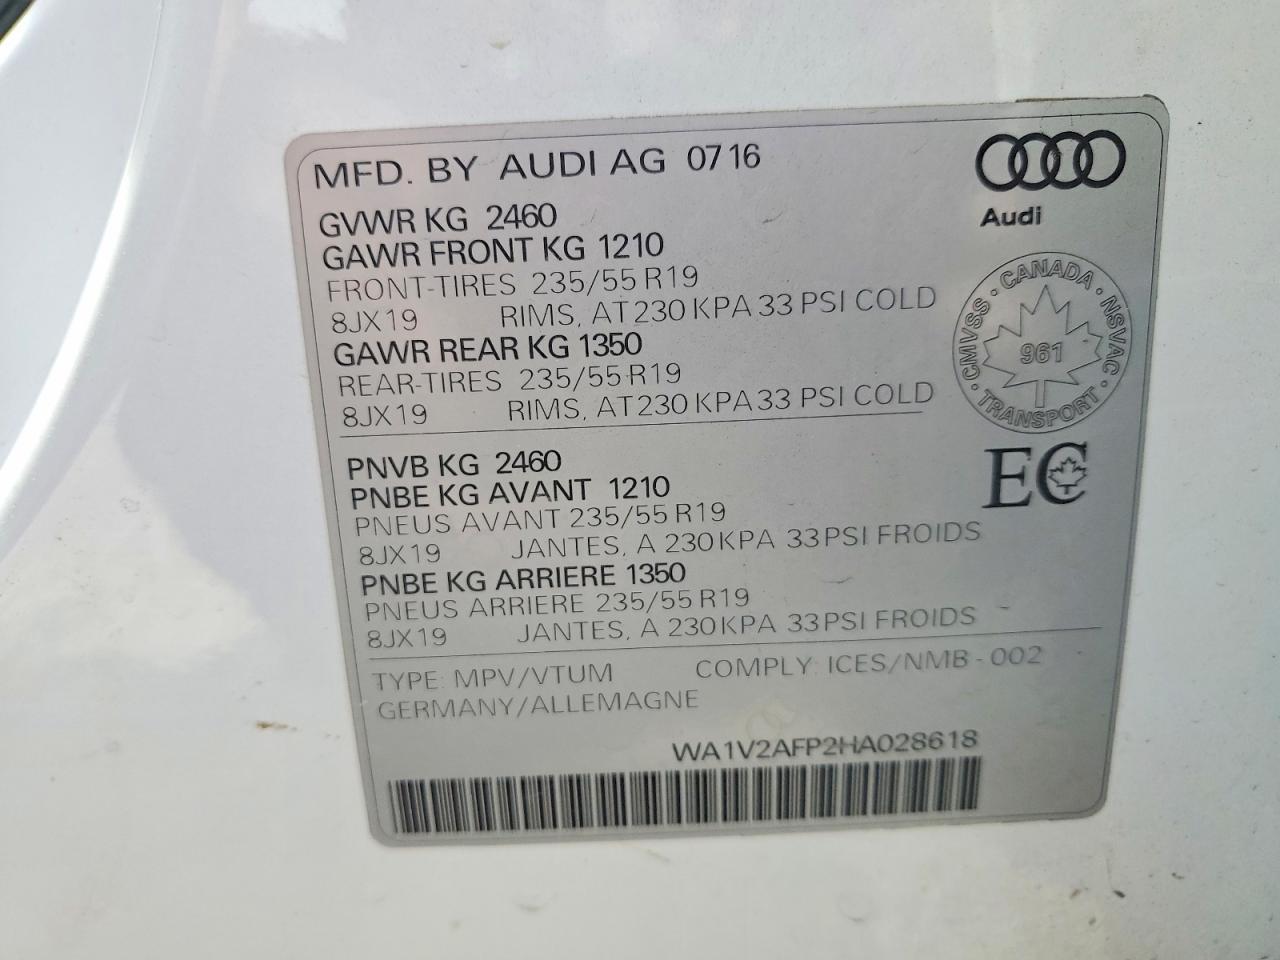 MFD. BY AUDI AG 0716
Audi
GVWR KG 2460
GAWR FRONT KG 1210
FRONT-TIRES 235/55 R19
8JX19 RIMS, AT 230 KPA 33 PSI COLD
GAWR REAR KG 1350
REAR-TIRES 235/55 R19
8JX19 RIMS, AT 230 KPA 33 PSI COLD
CMVSS · CANADA · NSVAC · TRANSPORT ·
961
PNVB KG 2460
PNBE KG AVANT 1210
PNEUS AVANT 235/55 R19
8JX19 JANTES, A 230 KPA 33 PSI FROIDS
PNBE KG ARRIERE 1350
PNEUS ARRIERE 235/55 R19
8JX19 JANTES, A 230 KPA 33 PSI FROIDS
EC
TYPE: MPV/VTUM COMPLY: ICES/NMB - 002
GERMANY/ALLEMAGNE
WA1V2AFP2HA028618